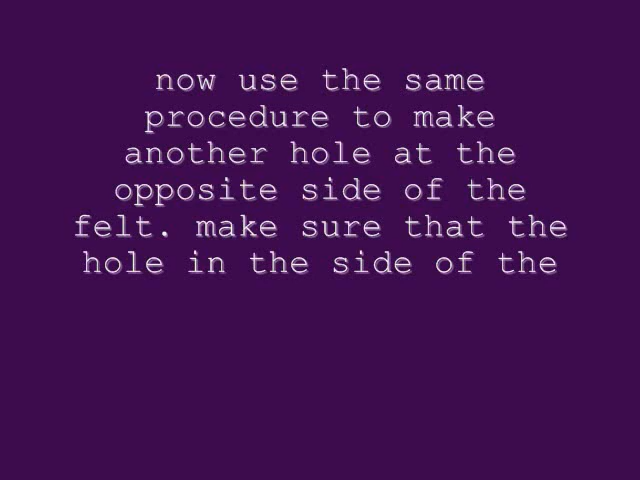 now use the same
procedure to make
another hole at the
opposite side of the
felt. make sure that the
hole in the side of the